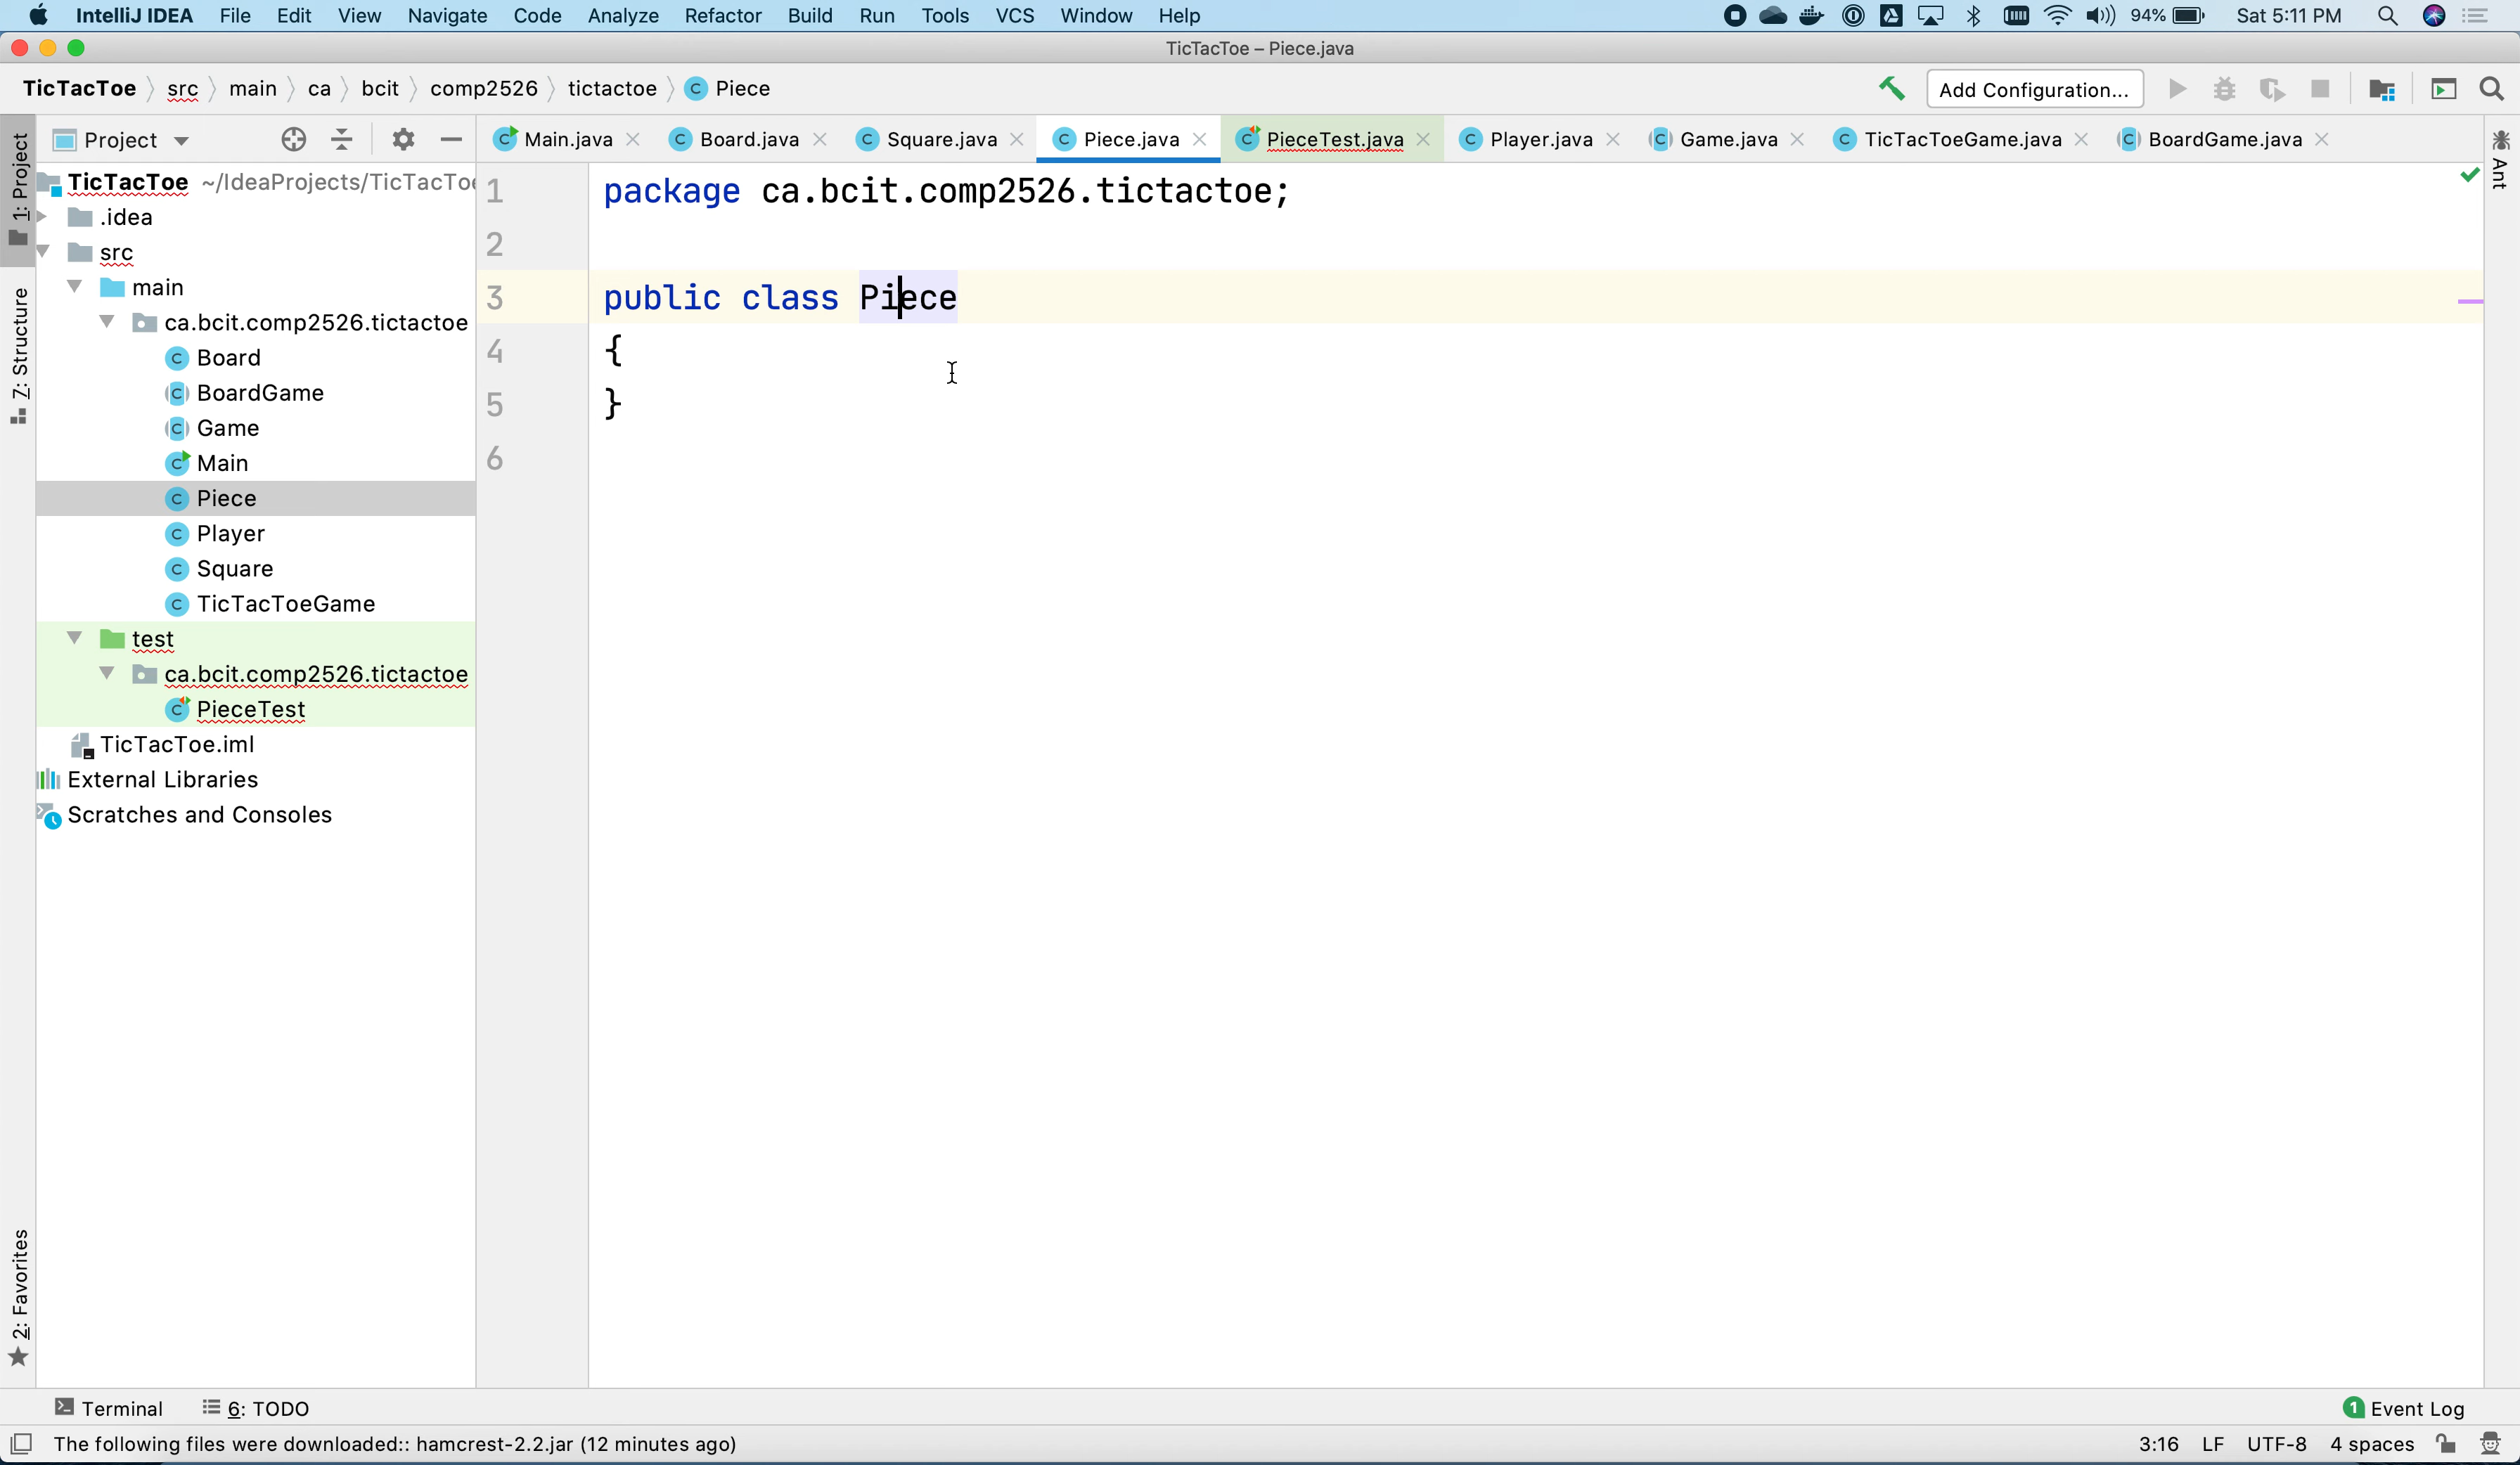 IntelliJ IDEA File Edit View Navigate Code Analyze Refactor Build Run Tools VCS Window Help 94% Sat 5:11 PM
TicTacToe – Piece.java
TicTacToe src main ca bcit comp2526 tictactoe Piece Add Configuration...
Project Main.java Board.java Square.java Piece.java PieceTest.java Player.java Game.java TicTacToeGame.java BoardGame.java
1: Project
7: Structure
2: Favorites
Ant
TicTacToe ~/IdeaProjects/TicTacToe
.idea
src
main
ca.bcit.comp2526.tictactoe
Board
BoardGame
Game
Main
Piece
Player
Square
TicTacToeGame
test
ca.bcit.comp2526.tictactoe
PieceTest
TicTacToe.iml
External Libraries
Scratches and Consoles
1 package ca.bcit.comp2526.tictactoe;
2
3 public class Piece
4 {
5 }
6
Terminal 6: TODO 1 Event Log
The following files were downloaded:: hamcrest-2.2.jar (12 minutes ago) 3:16 LF UTF-8 4 spaces